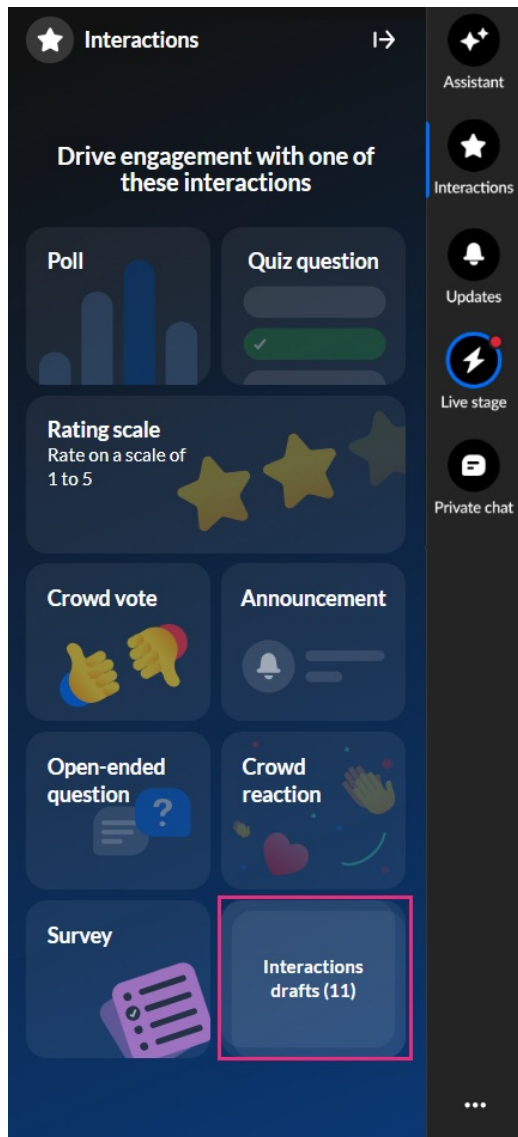 Interactions
Drive engagement with one of
these interactions
Poll
Quiz question
Rating scale
Rate on a scale of
1 to 5
Crowd vote
Announcement
Open-ended
question
?
Crowd
reaction
Survey
Interactions
drafts (11)
Assistant
Interactions
Updates
Live stage
Private chat